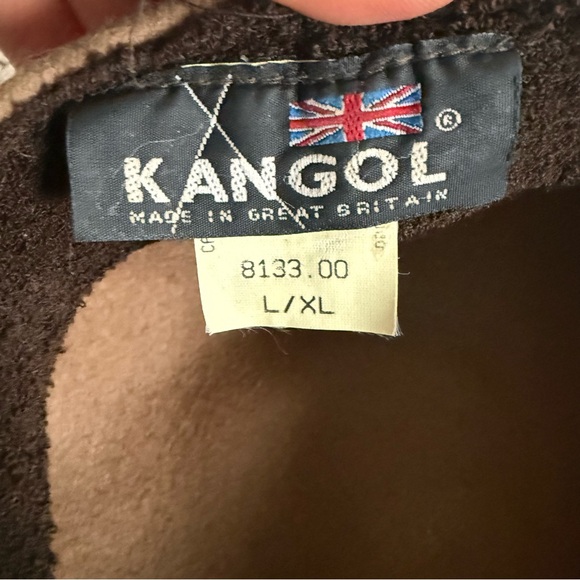 KANGOL ®
MADE IN GREAT BRITAIN
8133.00
L/XL